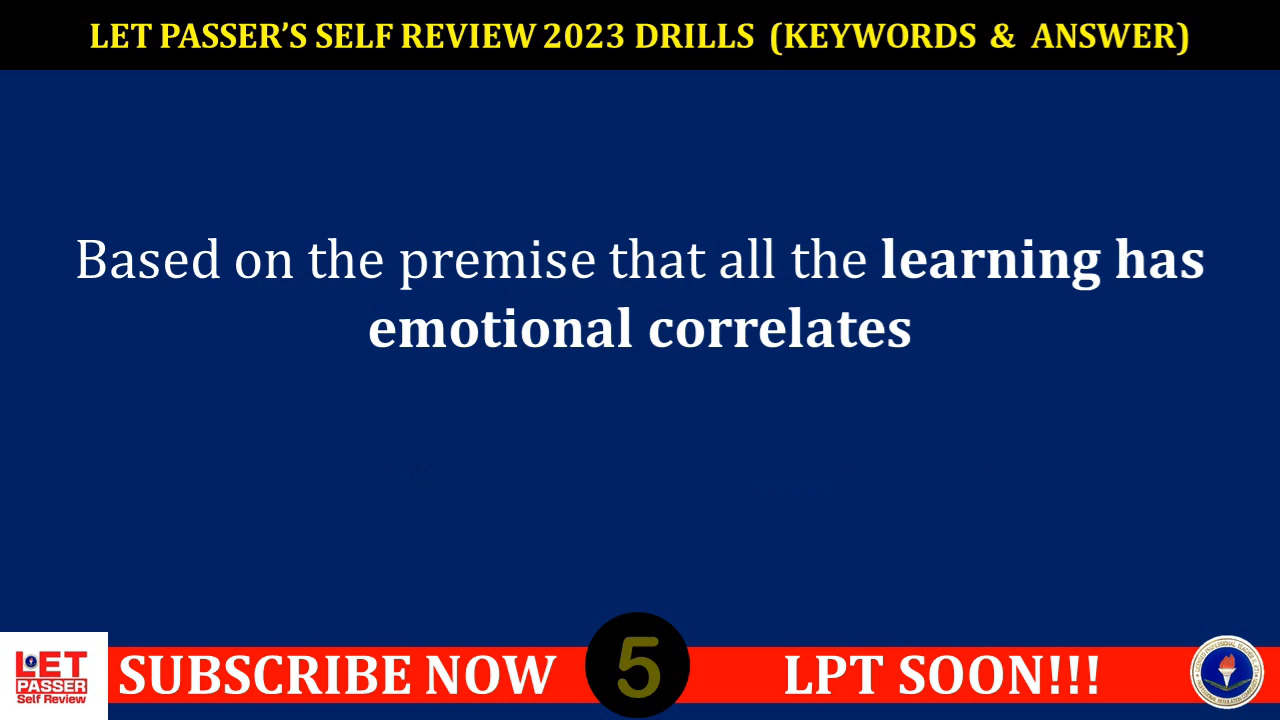 LET PASSER’S SELF REVIEW 2023 DRILLS (KEYWORDS & ANSWER)
Based on the premise that all the learning has
emotional correlates
LET
PASSER
Self Review
SUBSCRIBE NOW
5
LPT SOON!!!